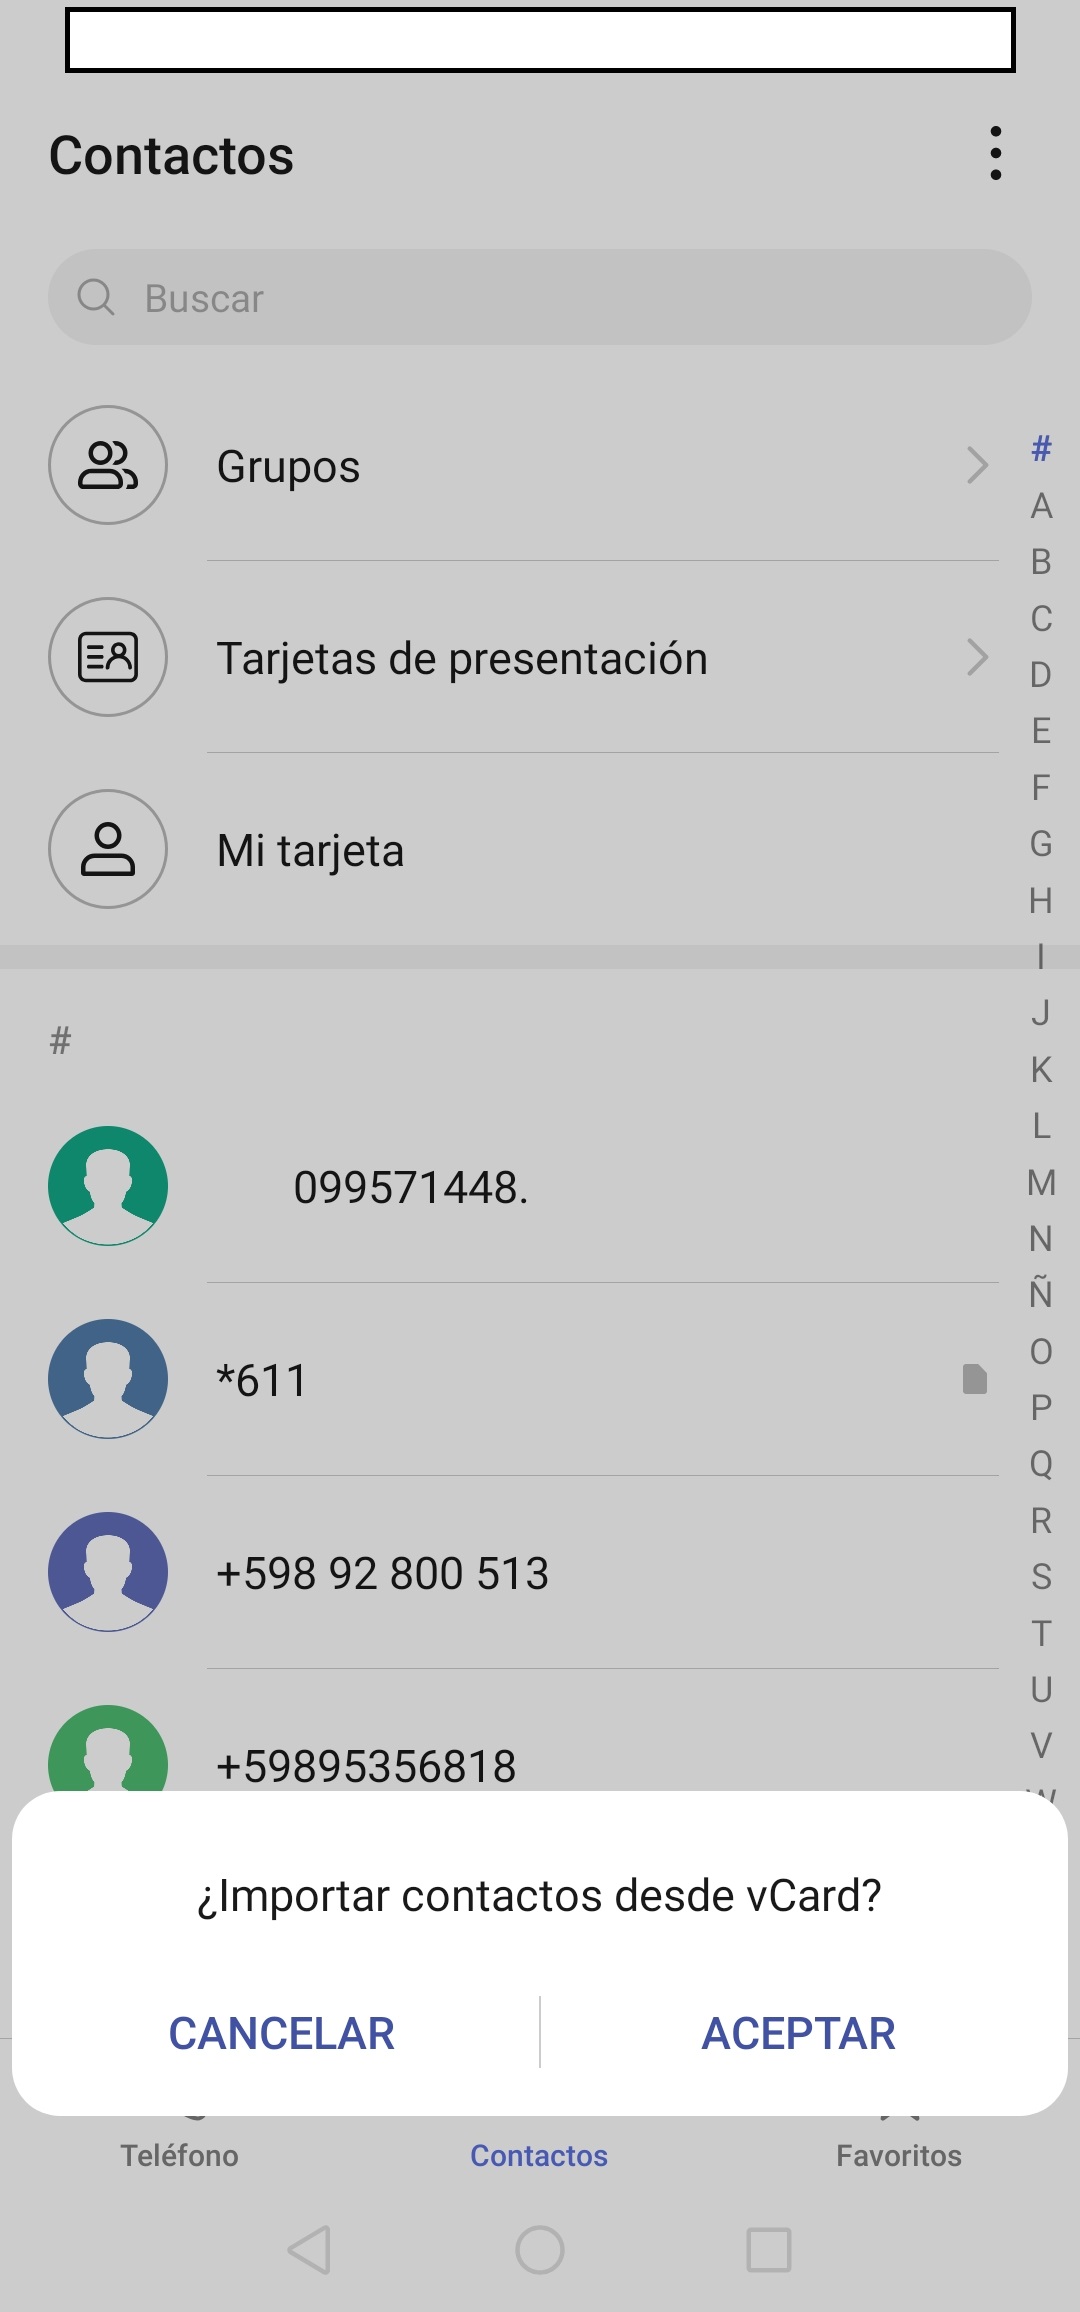 Contactos
Buscar
Grupos
Tarjetas de presentación
Mi tarjeta
#
099571448.
*611
+598 92 800 513
+59895356818
#
A
B
C
D
E
F
G
H
I
J
K
L
M
N
Ñ
O
P
Q
R
S
T
U
V
W
¿Importar contactos desde vCard?
CANCELAR
ACEPTAR
Teléfono
Contactos
Favoritos